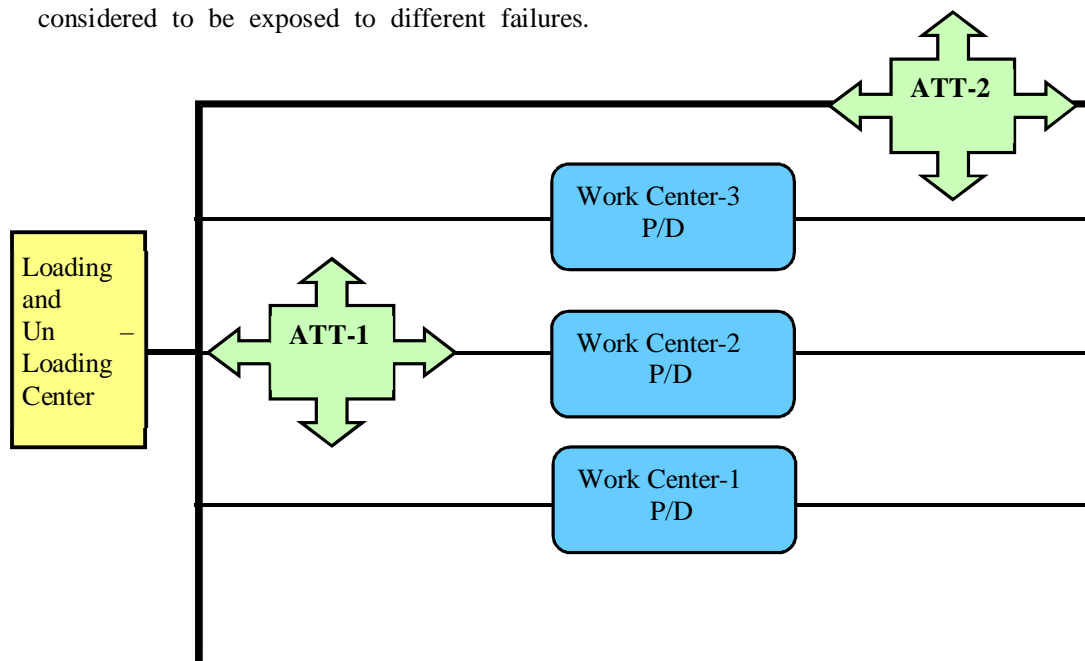 considered to be exposed to different failures.
ATT-2
Work Center-3
P/D
Loading
and
Un –
Loading
Center
ATT-1
Work Center-2
P/D
Work Center-1
P/D